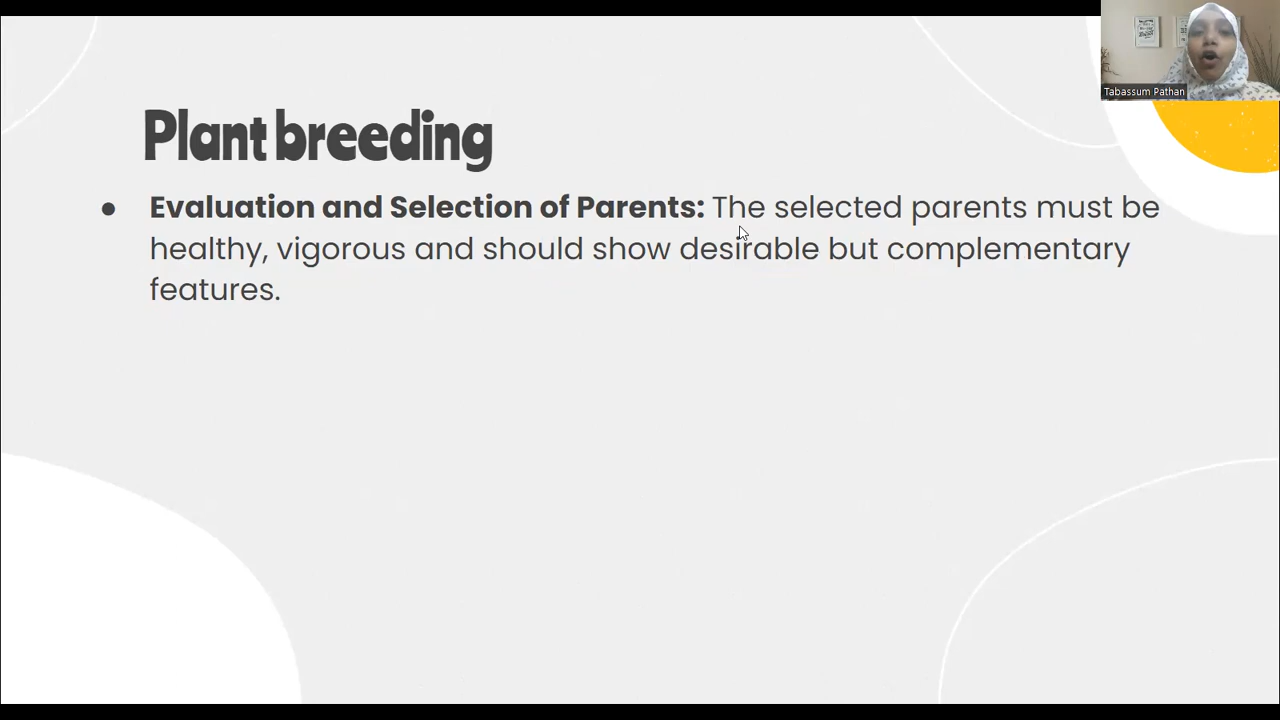 Tabassum Pathan
Plant breeding
● Evaluation and Selection of Parents: The selected parents must be
healthy, vigorous and should show desirable but complementary
features.